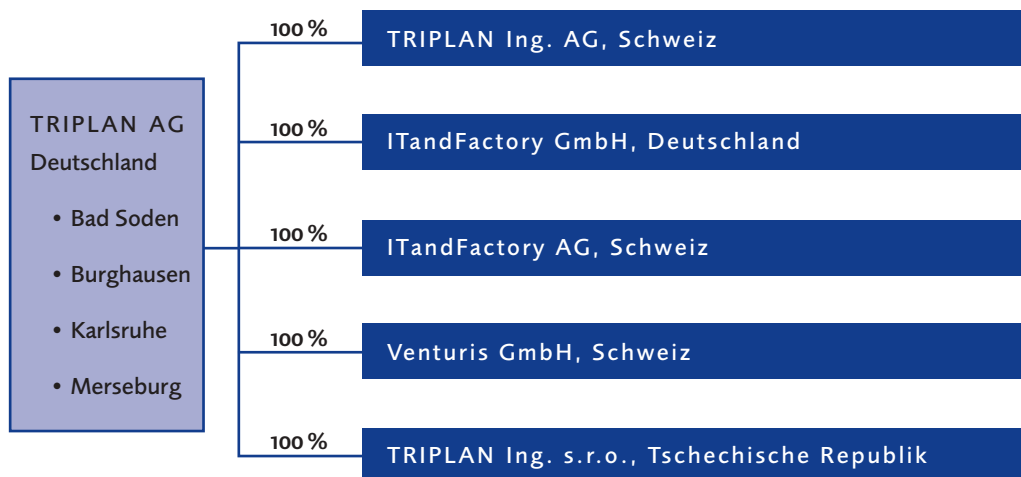 TRIPLAN AG
Deutschland
• Bad Soden
• Burghausen
• Karlsruhe
• Merseburg
100 %
TRIPLAN Ing. AG, Schweiz
100 %
ITandFactory GmbH, Deutschland
100 %
ITandFactory AG, Schweiz
100 %
Venturis GmbH, Schweiz
100 %
TRIPLAN Ing. s.r.o., Tschechische Republik